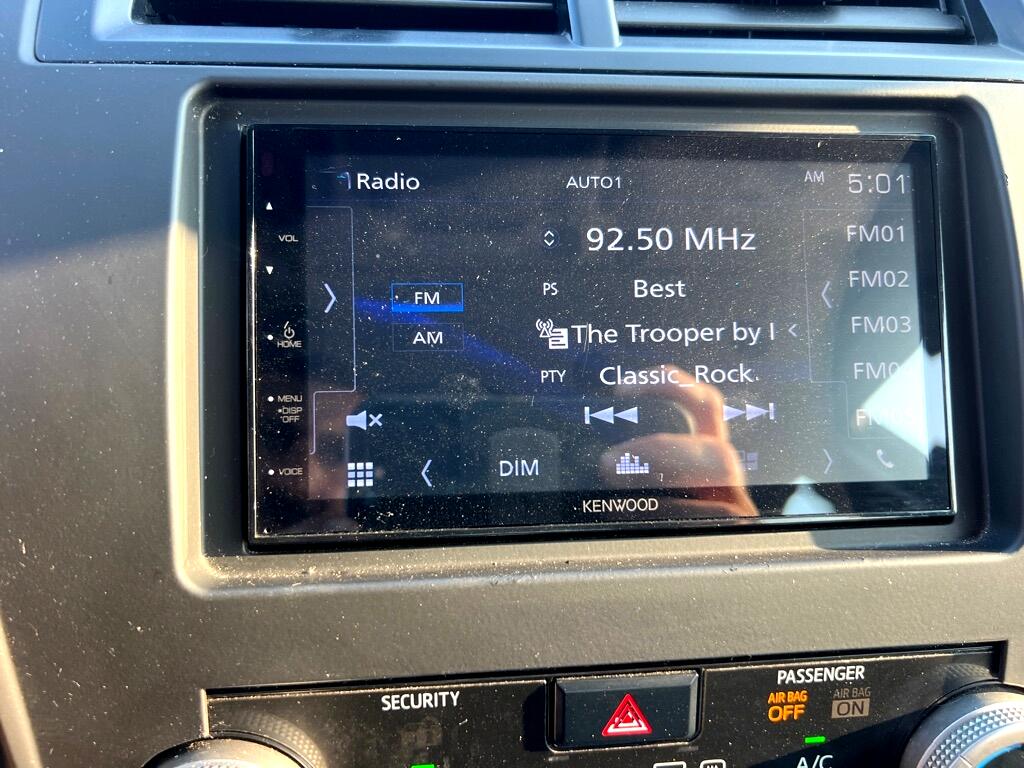 Radio AUTO1 AM 5:01
VOL
92.50 MHz
FM01
PS Best
FM02
FM
The Trooper by I
FM03
AM
HOME
PTY Classic_Rock
MENU
•DISP
OFF
DIM
VOICE
KENWOOD
SECURITY
PASSENGER
AIR BAG
OFF
AIR BAG
ON
A/C